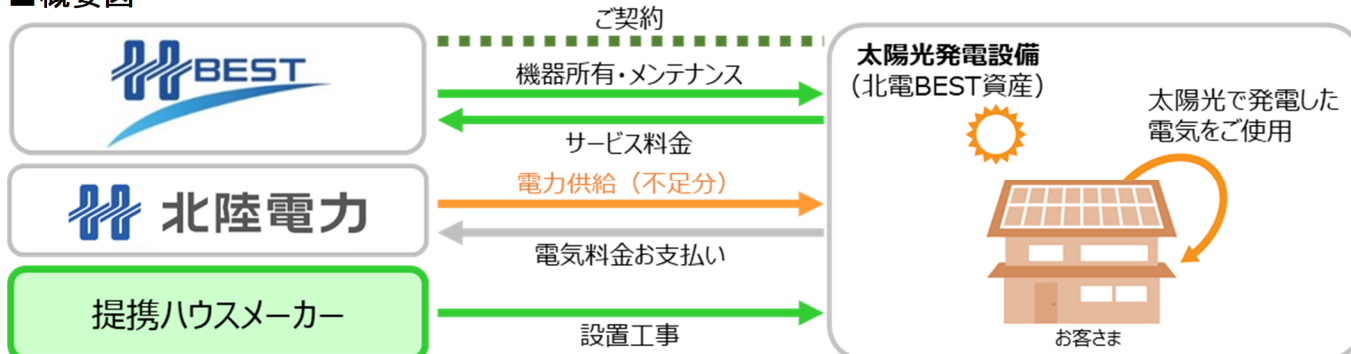 ■概要図
BEST
ご契約
機器所有・メンテナンス
サービス料金
北陸電力
電力供給（不足分）
電気料金お支払い
提携ハウスメーカー
設置工事
太陽光発電設備
（北電BEST資産）
太陽光で発電した
電気をご使用
お客さま